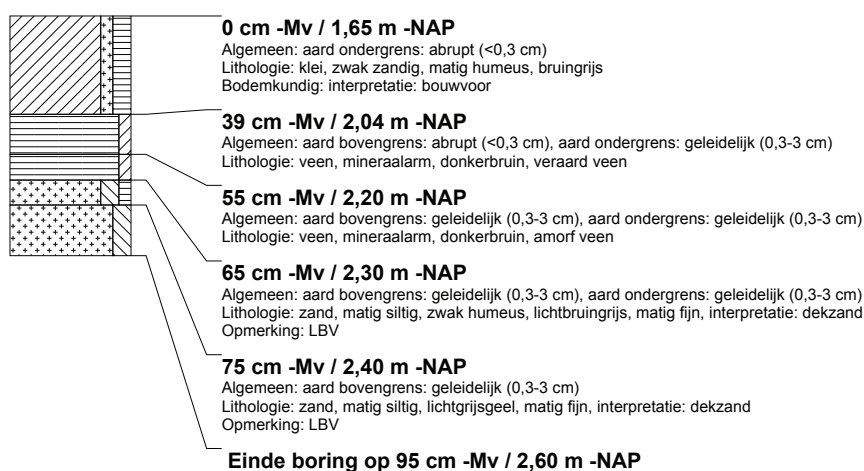 0 cm -Mv / 1,65 m -NAP
Algemeen: aard ondergrens: abrupt (<0,3 cm)
Lithologie: klei, zwak zandig, matig humeus, bruingrijs
Bodemkundig: interpretatie: bouwvoor
39 cm -Mv / 2,04 m -NAP
Algemeen: aard bovengrens: abrupt (<0,3 cm), aard ondergrens: geleidelijk (0,3-3 cm)
Lithologie: veen, mineraalarm, donkerbruin, veraard veen
55 cm -Mv / 2,20 m -NAP
Algemeen: aard bovengrens: geleidelijk (0,3-3 cm), aard ondergrens: geleidelijk (0,3-3 cm)
Lithologie: veen, mineraalarm, donkerbruin, amorf veen
65 cm -Mv / 2,30 m -NAP
Algemeen: aard bovengrens: geleidelijk (0,3-3 cm), aard ondergrens: geleidelijk (0,3-3 cm)
Lithologie: zand, matig siltig, zwak humeus, lichtbruingrijs, matig fijn, interpretatie: dekzand
Opmerking: LBV
75 cm -Mv / 2,40 m -NAP
Algemeen: aard bovengrens: geleidelijk (0,3-3 cm)
Lithologie: zand, matig siltig, lichtgrijsgeel, matig fijn, interpretatie: dekzand
Opmerking: LBV
Einde boring op 95 cm -Mv / 2,60 m -NAP